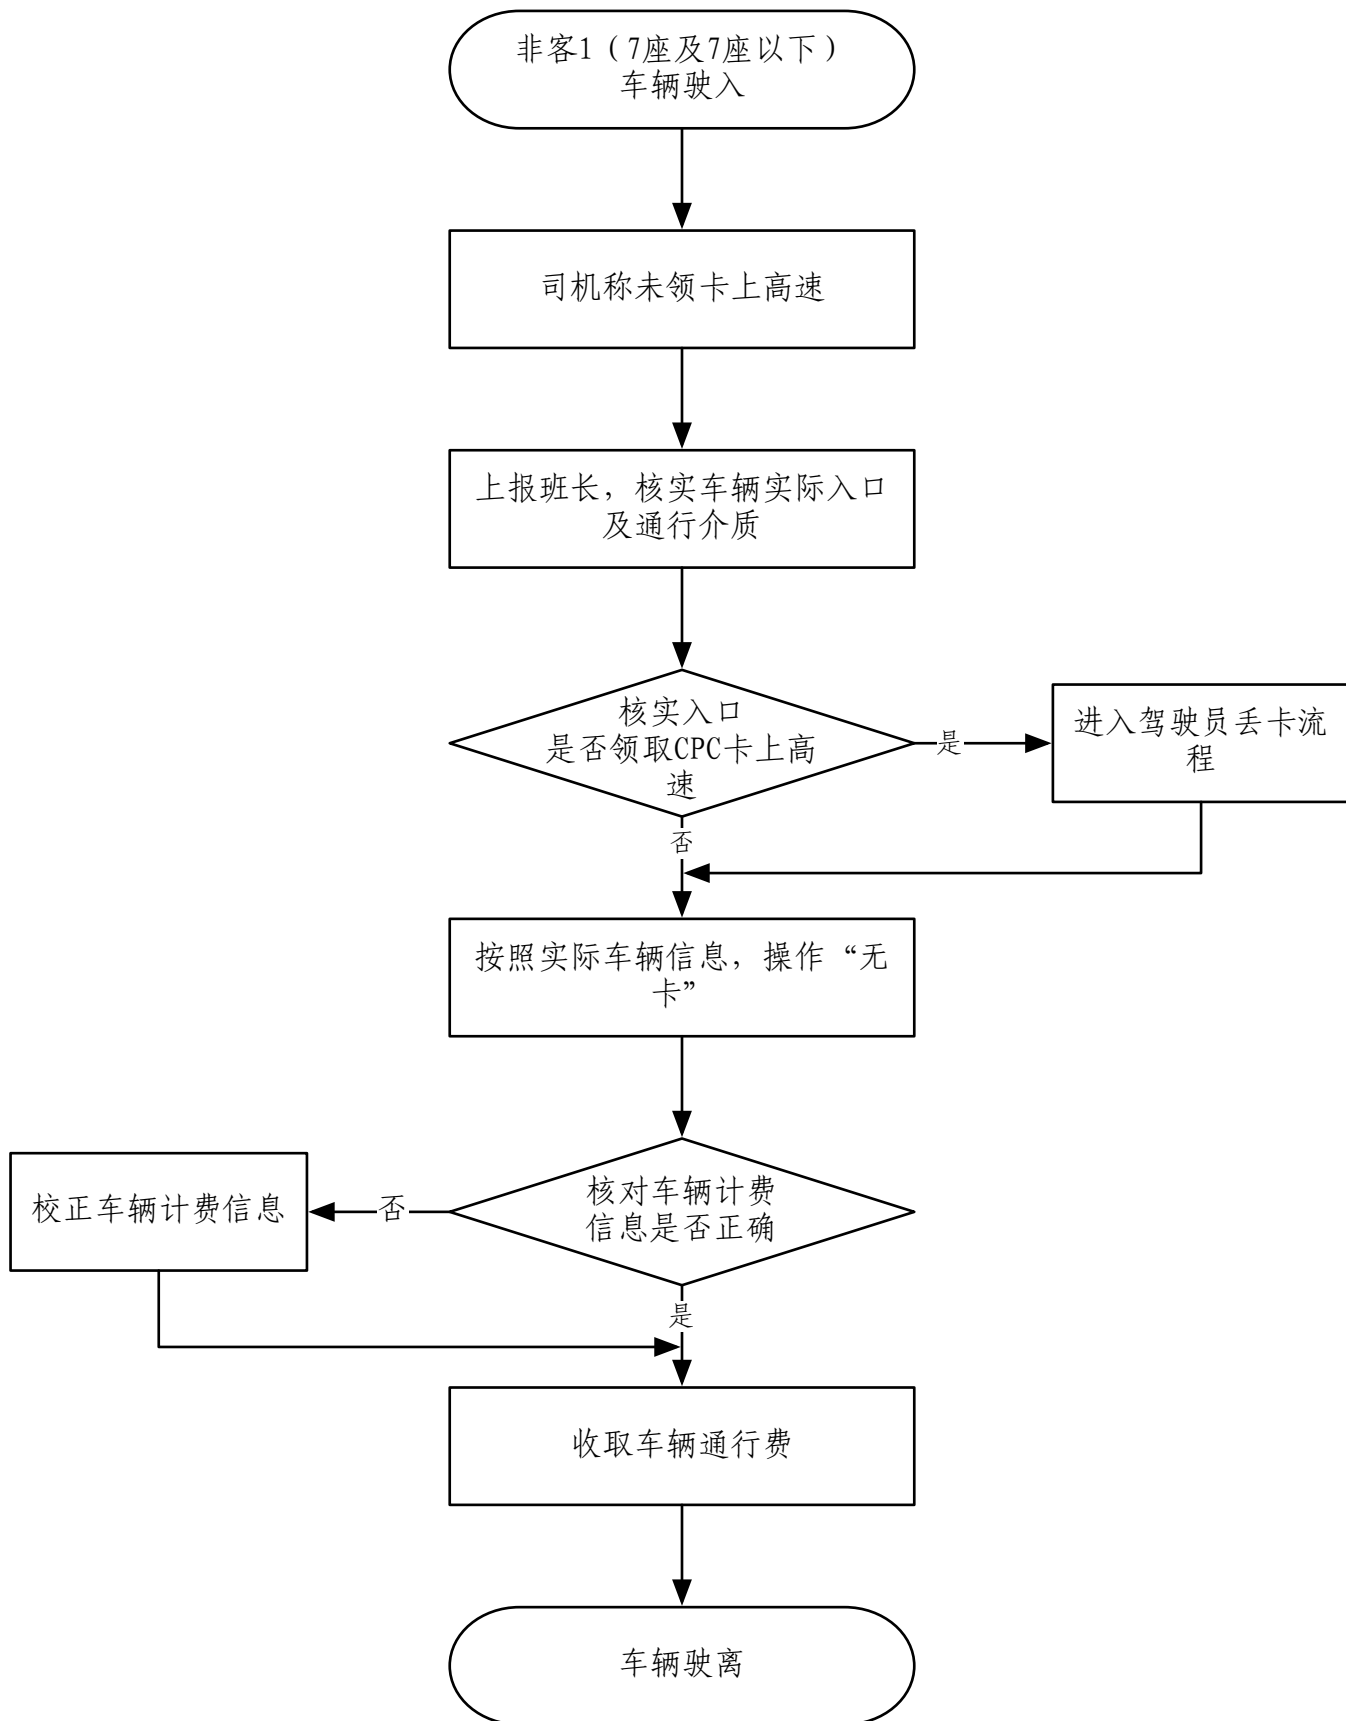 非客1（7座及7座以下）
车辆驶入
司机称未领卡上高速
上报班长，核实车辆实际入口
及通行介质
核实入口
是否领取CPC卡上高
速
是
进入驾驶员丢卡流
程
否
按照实际车辆信息，操作“无
卡”
核对车辆计费
信息是否正确
否
校正车辆计费信息
是
收取车辆通行费
车辆驶离